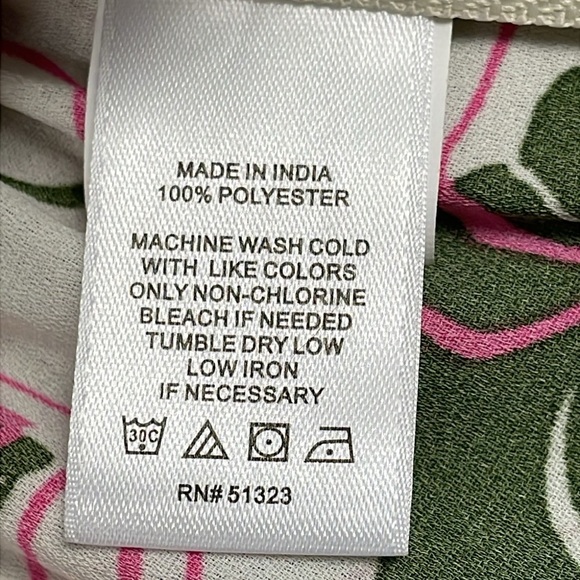 MADE IN INDIA
100% POLYESTER
MACHINE WASH COLD
WITH LIKE COLORS
ONLY NON-CHLORINE
BLEACH IF NEEDED
TUMBLE DRY LOW
LOW IRON
IF NECESSARY
30C
RN# 51323